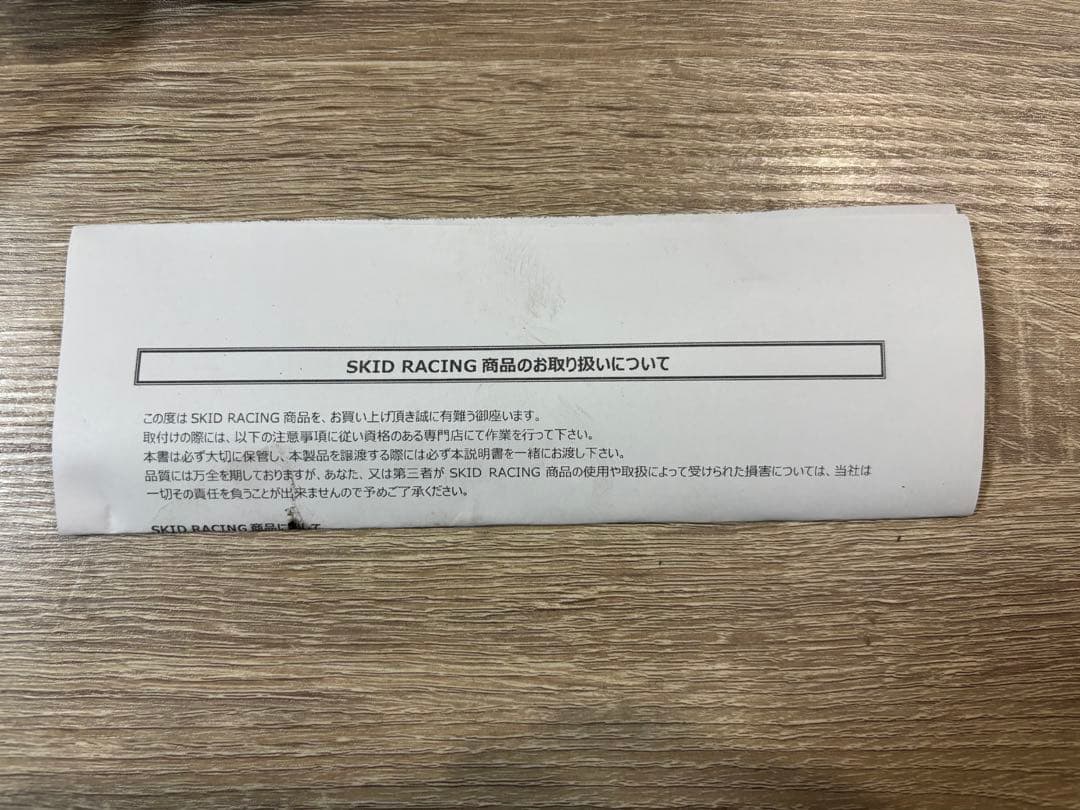 SKID RACING 商品のお取り扱いについて
この度は SKID RACING 商品を、お買い上げ頂き誠に有難う御座います。
取付けの際には、以下の注意事項に従い資格のある専門店にて作業を行って下さい。
本書は必ず大切に保管し、本製品を譲渡する際には必ず本説明書を一緒にお渡し下さい。
品質には万全を期しておりますが、あなた、又は第三者が SKID RACING 商品の使用や取扱によって受けられた損害については、当社は
一切その責任を負うことが出来ませんので予めご了承ください。
SKID RACING 商品に関して